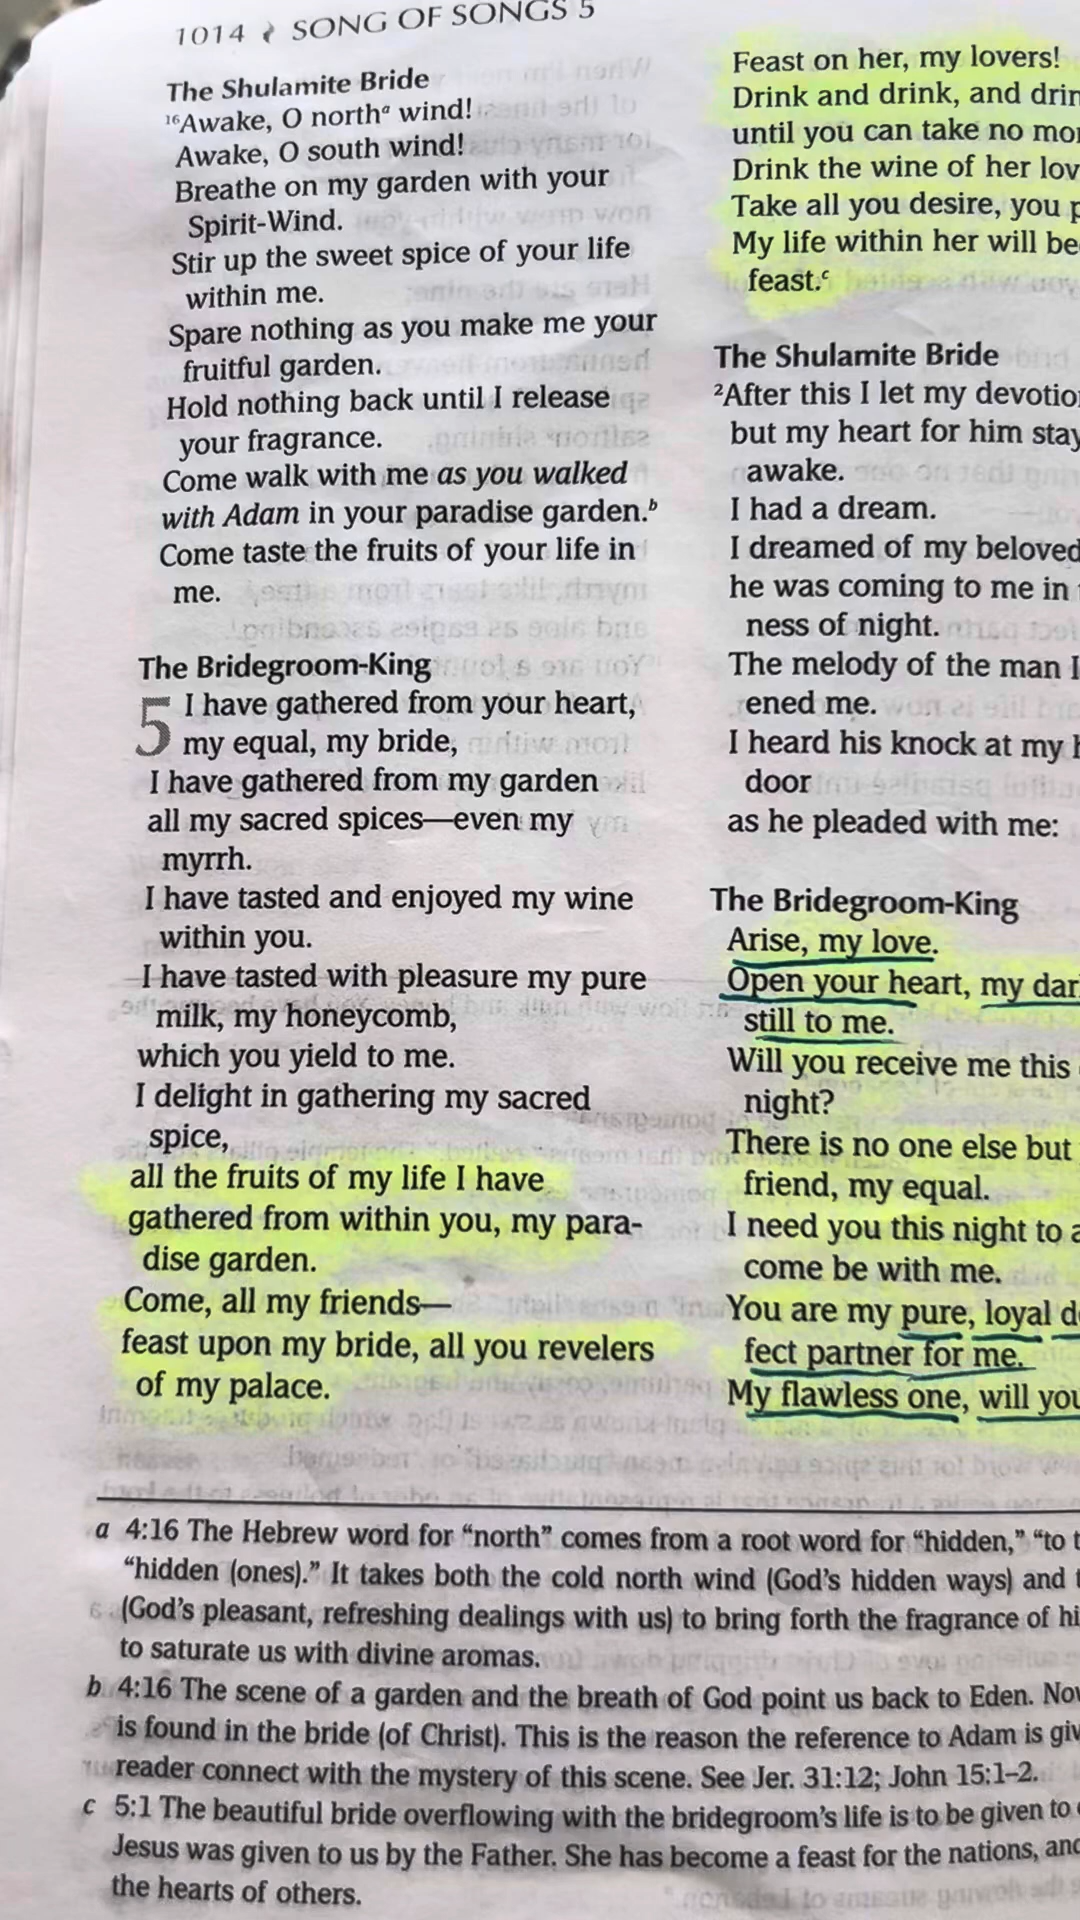 1014 SONG OF SONGS 5
The Shulamite Bride
16Awake, O northa wind!
Awake, O south wind!
Breathe on my garden with your
Spirit-Wind.
Stir up the sweet spice of your life
within me.
Spare nothing as you make me your
fruitful garden.
Hold nothing back until I release
your fragrance.
Come walk with me as you walked
with Adam in your paradise garden.b
Come taste the fruits of your life in
me.
The Bridegroom-King
5 I have gathered from your heart,
my equal, my bride,
I have gathered from my garden
all my sacred spices—even my
myrrh.
I have tasted and enjoyed my wine
within you.
I have tasted with pleasure my pure
milk, my honeycomb,
which you yield to me.
I delight in gathering my sacred
spice,
all the fruits of my life I have
gathered from within you, my para-
dise garden.
Come, all my friends—
feast upon my bride, all you revelers
of my palace.
Feast on her, my lovers!
Drink and drink, and
until you can take no
Drink the wine of her
Take all you desire, you
My life within her will
feast.c
The Shulamite Bride
2After this I let my
but my heart for him
awake.
I had a dream.
I dreamed of my beloved
he was coming to me in
ness of night.
The melody of the man I
ened me.
I heard his knock at my
door
as he pleaded with me:
The Bridegroom-King
Arise, my love.
Open your heart, my
still to me.
Will you receive me this
night?
There is no one else but
friend, my equal.
I need you this night to
come be with me.
You are my pure, loyal
fect partner for me.
My flawless one, will
a 4:16 The Hebrew word for “north” comes from a root word for “hidden,” “to
“hidden (ones).” It takes both the cold north wind (God’s hidden ways) and
(God’s pleasant, refreshing dealings with us) to bring forth the fragrance of
to saturate us with divine aromas.
b 4:16 The scene of a garden and the breath of God point us back to Eden.
is found in the bride (of Christ). This is the reason the reference to Adam is
reader connect with the mystery of this scene. See Jer. 31:12; John 15:1–2.
c 5:1 The beautiful bride overflowing with the bridegroom’s life is to be given to
Jesus was given to us by the Father. She has become a feast for the nations,
the hearts of others.